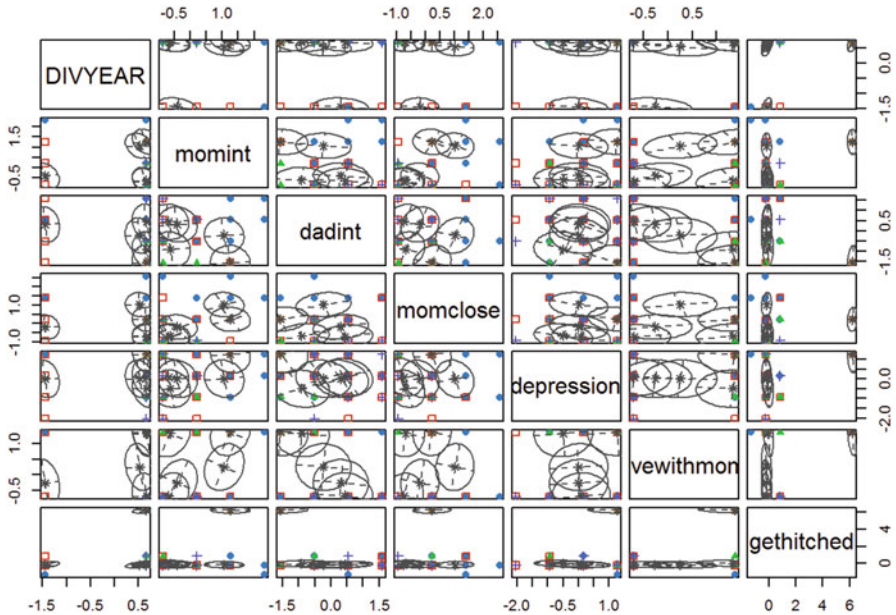 -0.5 1.0
-1.0 0.5 2.0
-0.5 0.5
DIVYEAR
-1.5 0.0
-0.5 1.5
momint
dadint
-1.5 0.0
-1.0 1.0
momclose
depression
-2.0 0.0
-0.5 1.0
vewithmon
gethitched
0 4
-1.5 -0.5 0.5
-1.5 0.0 1.5
-2.0 -0.5 1.0
0 2 4 6